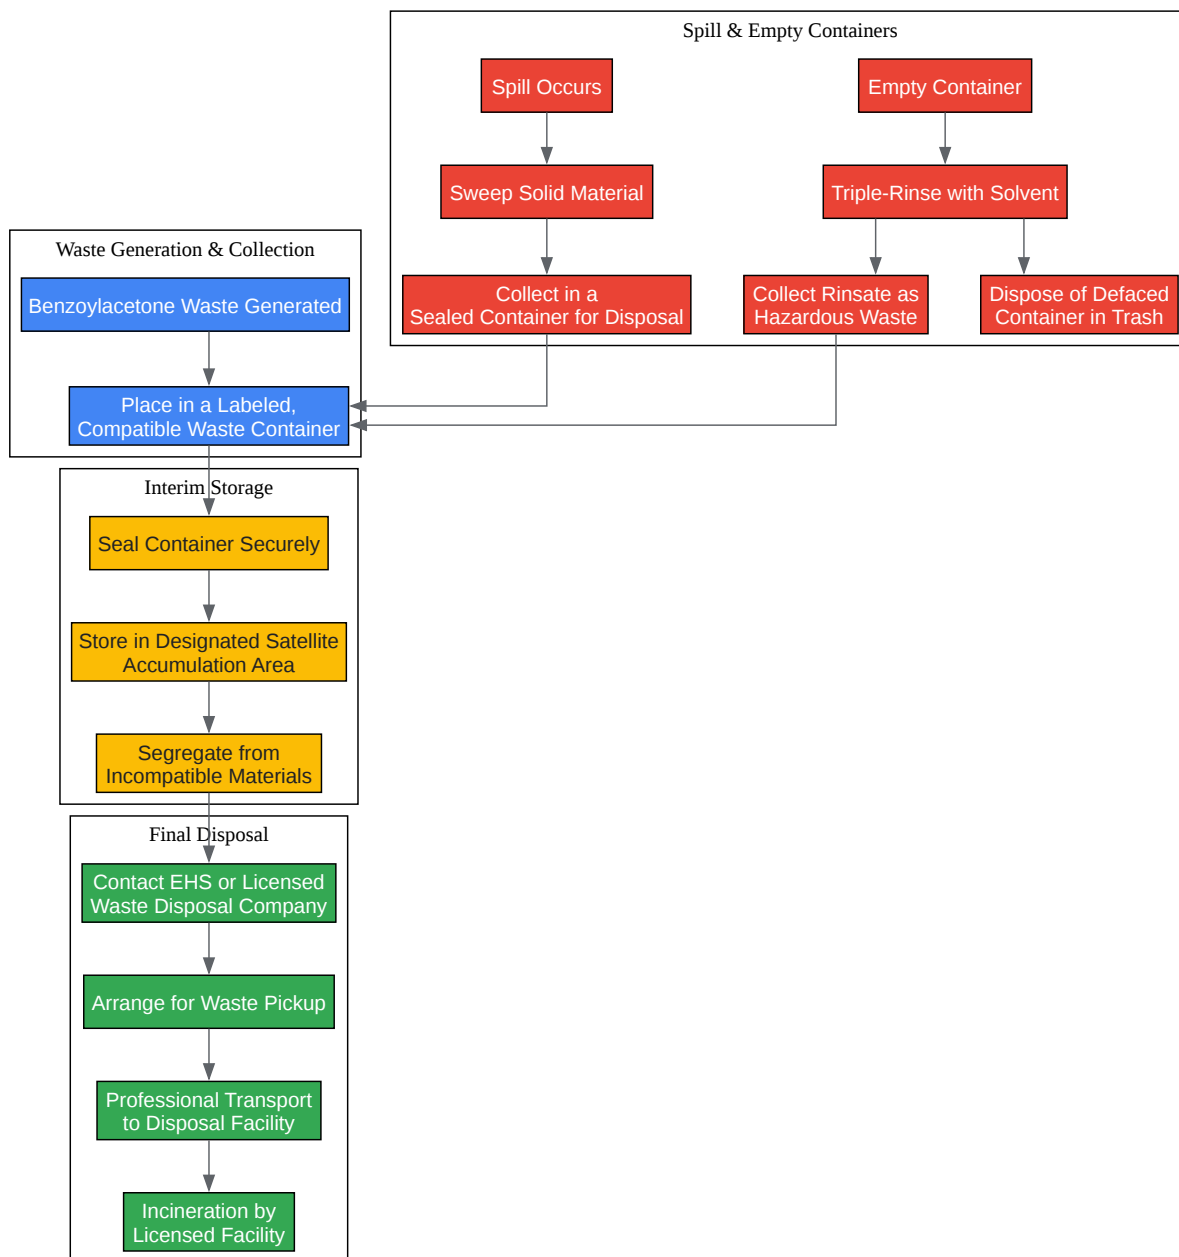 Spill & Empty Containers
Spill Occurs
Empty Container
Sweep Solid Material
Triple-Rinse with Solvent
Collect in a
Sealed Container for Disposal
Collect Rinsate as
Hazardous Waste
Dispose of Defaced
Container in Trash
Waste Generation & Collection
Benzoylacetone Waste Generated
Place in a Labeled,
Compatible Waste Container
Interim Storage
Seal Container Securely
Store in Designated Satellite
Accumulation Area
Segregate from
Incompatible Materials
Final Disposal
Contact EHS or Licensed
Waste Disposal Company
Arrange for Waste Pickup
Professional Transport
to Disposal Facility
Incineration by
Licensed Facility